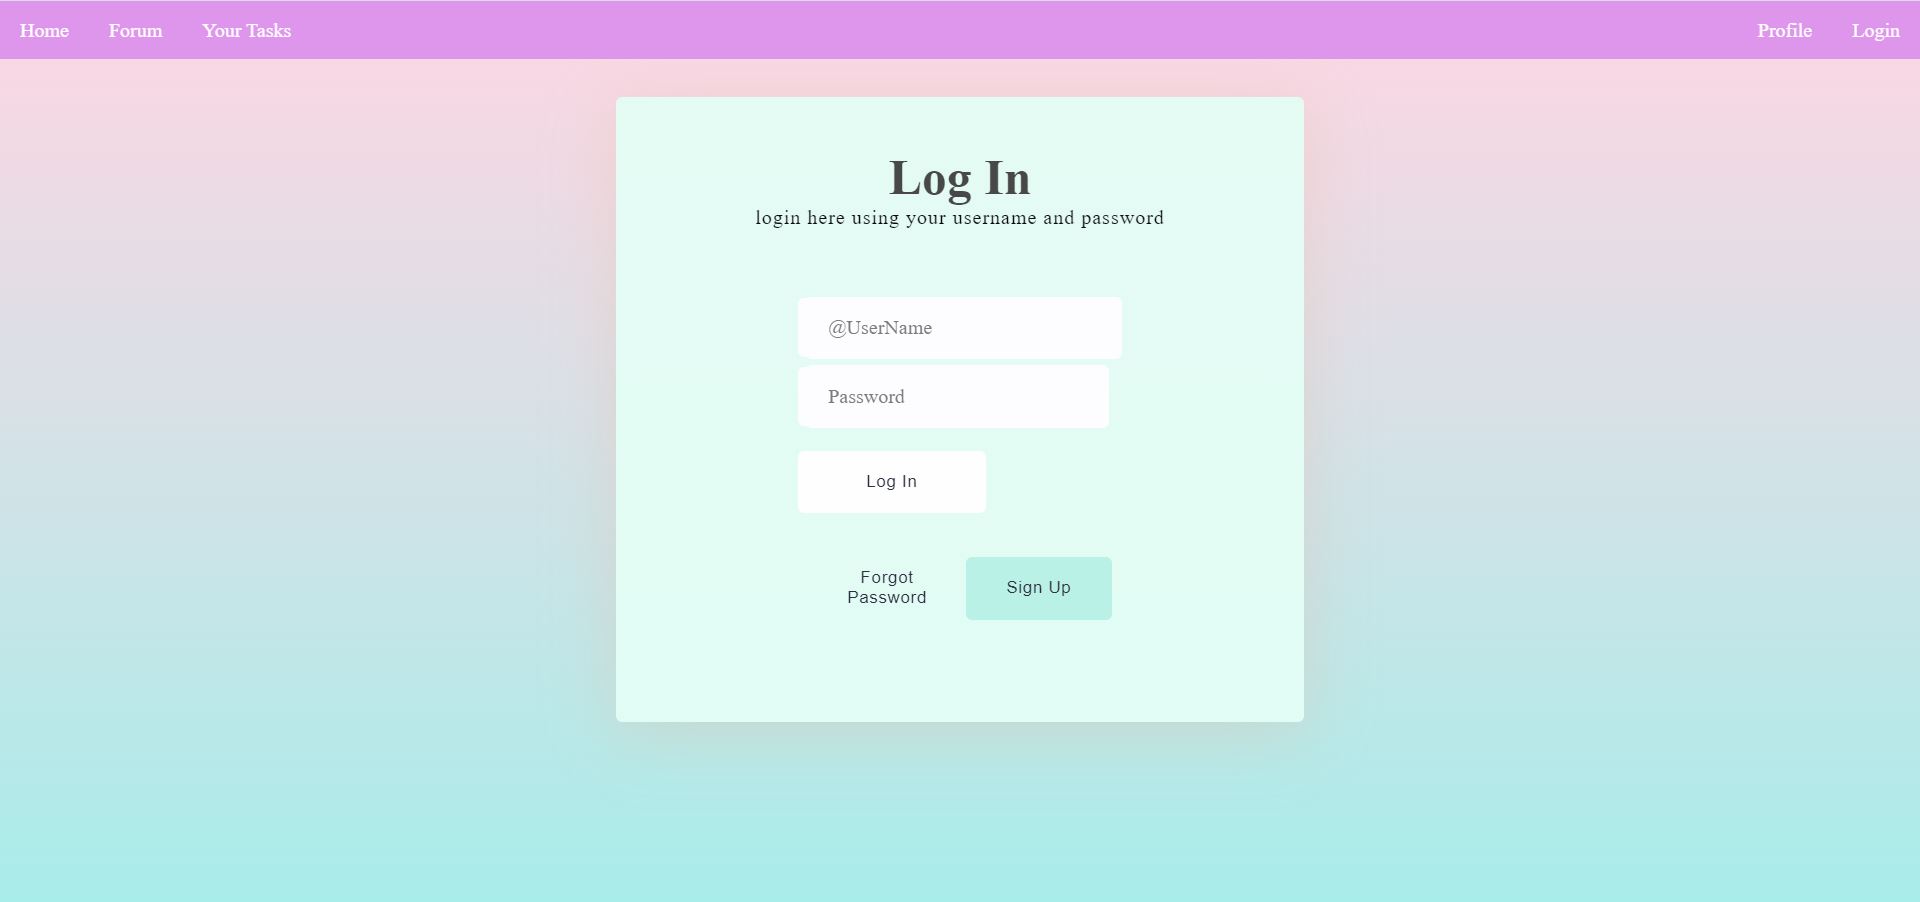 Home Forum Your Tasks Profile Login
Log In
login here using your username and password
@UserName
Password
Log In
Forgot
Password
Sign Up